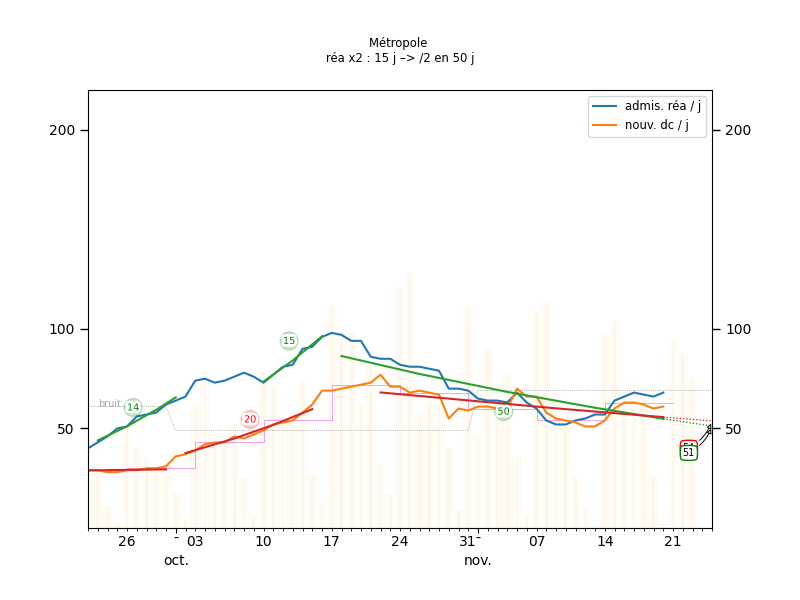 Métropole
réa x2 : 15 j –> /2 en 50 j
admis. réa / j
nouv. dc / j
200
200
100
100
15
bruit
14
20
50
50
50
51
26
03
10
17
24
31
07
14
21
oct.
nov.